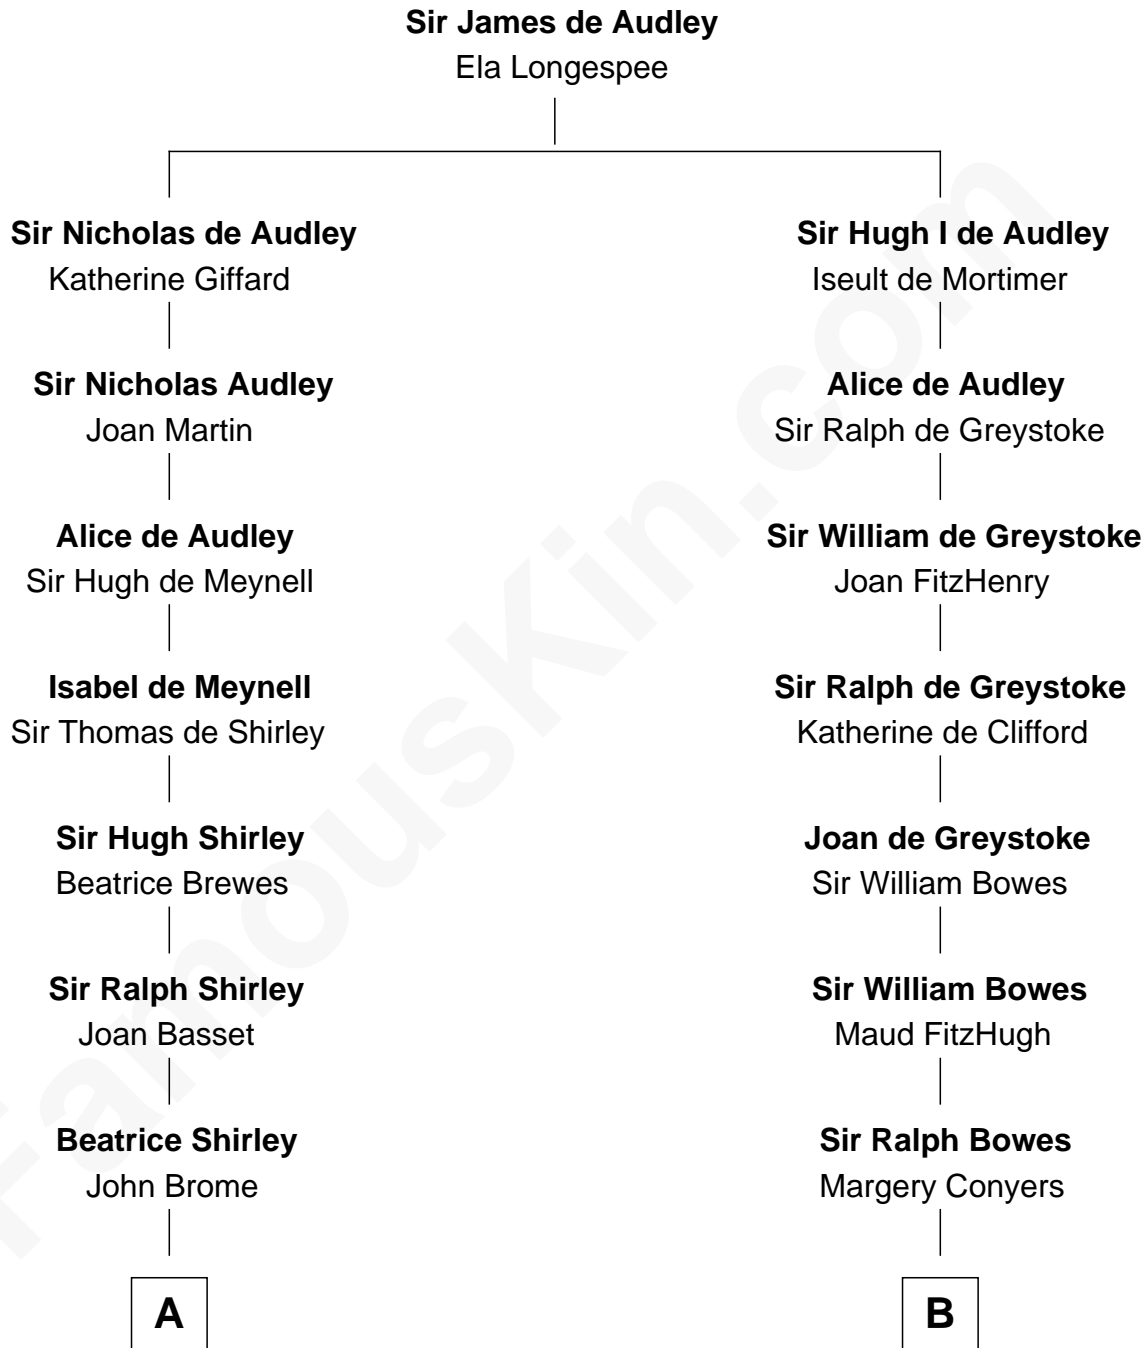 Sir James de Audley
Ela Longespee
Sir Nicholas de Audley
Katherine Giffard
Sir Hugh I de Audley
Iseult de Mortimer
Sir Nicholas Audley
Joan Martin
Alice de Audley
Sir Ralph de Greystoke
Alice de Audley
Sir Hugh de Meynell
Sir William de Greystoke
Joan FitzHenry
Isabel de Meynell
Sir Thomas de Shirley
Sir Ralph de Greystoke
Katherine de Clifford
Sir Hugh Shirley
Beatrice Brewes
Joan de Greystoke
Sir William Bowes
Sir Ralph Shirley
Joan Basset
Sir William Bowes
Maud FitzHugh
Beatrice Shirley
John Brome
Sir Ralph Bowes
Margery Conyers
A
B
FamousKin.com